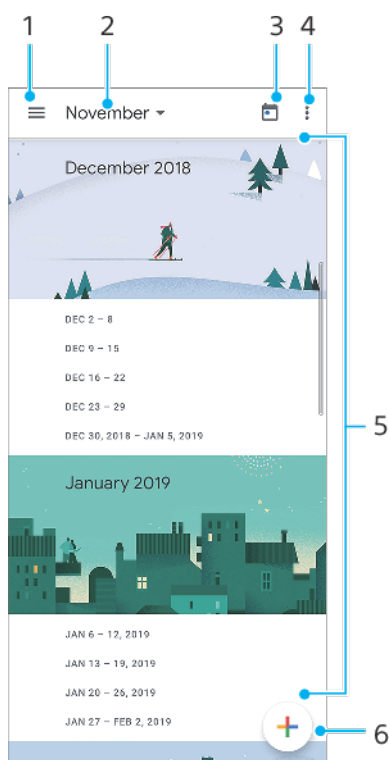 1 2 3 4
November
December 2018
DEC 2 – 8
DEC 9 – 15
DEC 16 – 22
DEC 23 – 29
DEC 30, 2018 – JAN 5, 2019
5
January 2019
JAN 6 – 12, 2019
JAN 13 – 19, 2019
JAN 20 – 26, 2019
JAN 27 – FEB 2, 2019
6